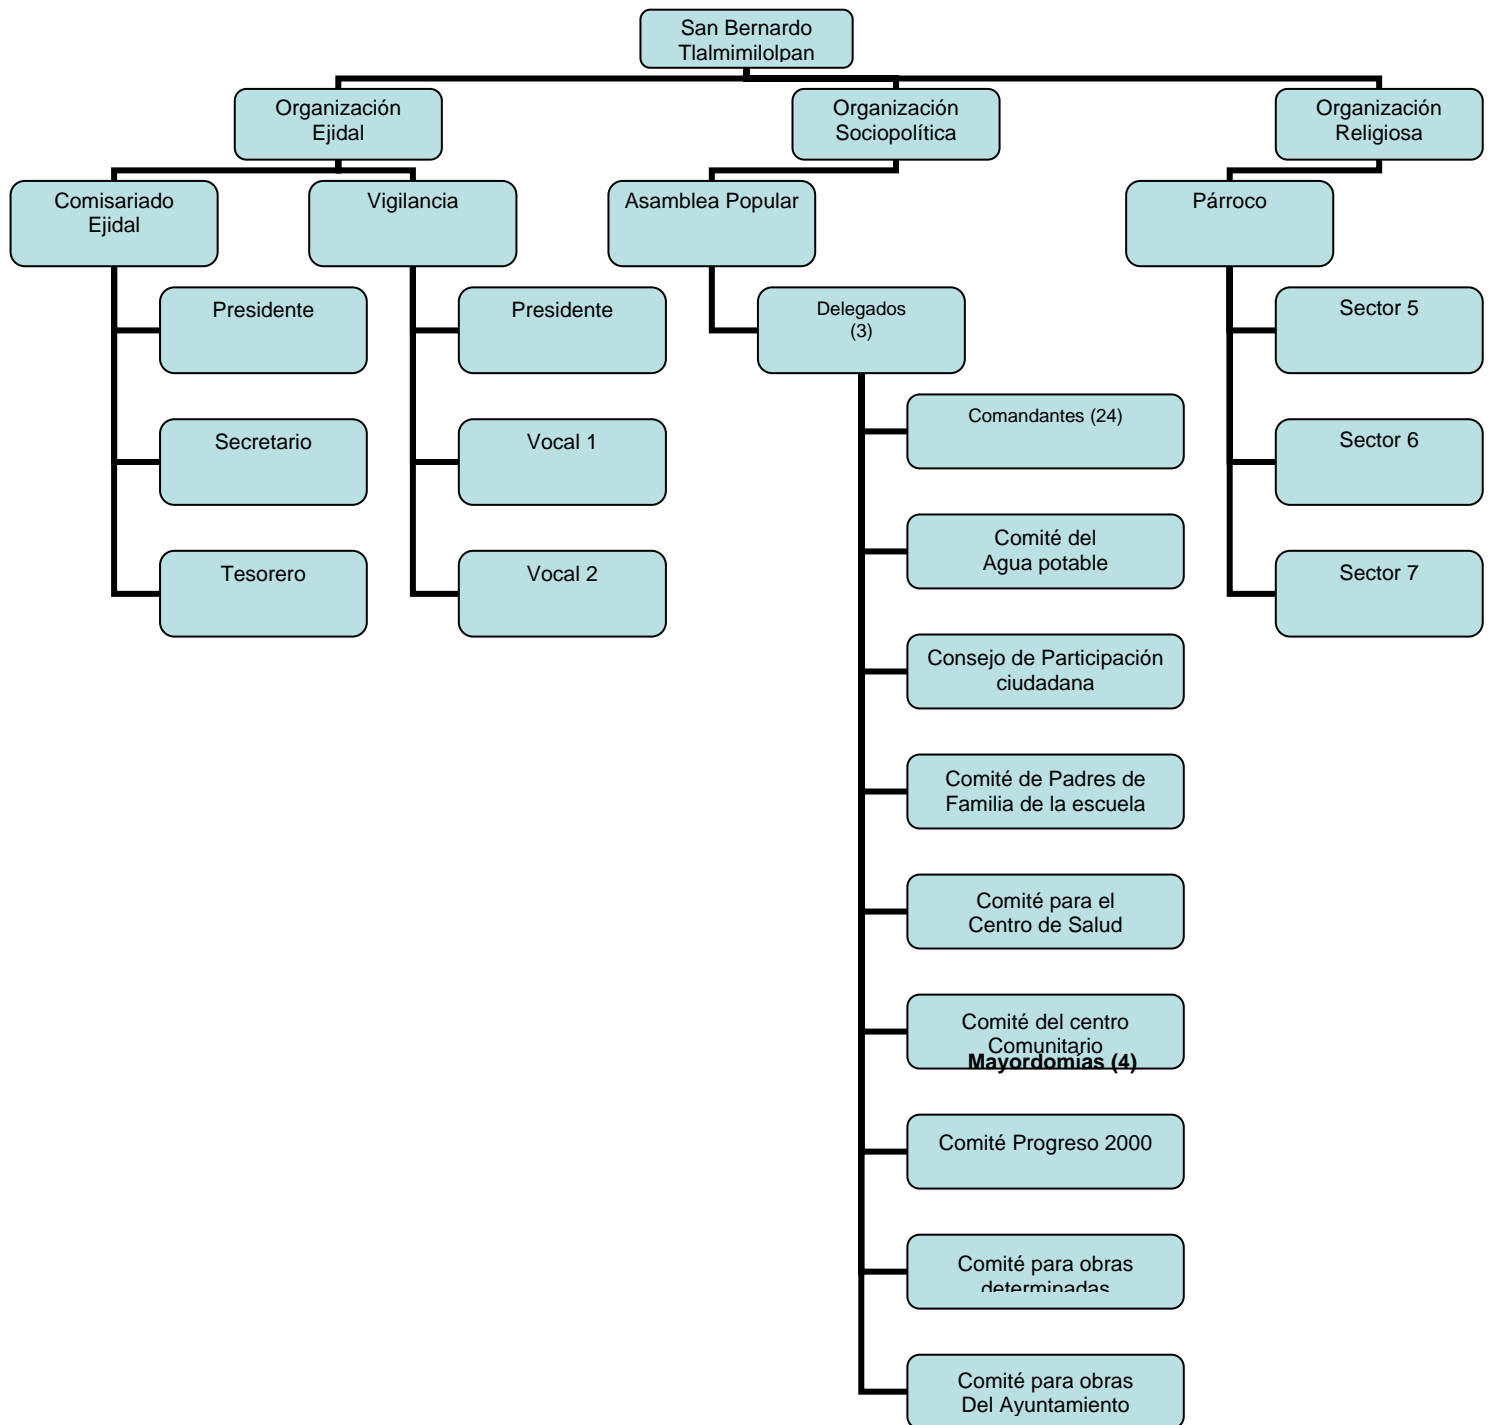 San Bernardo
Tlalmimilolpan
Organización
Ejidal
Organización
Sociopolítica
Organización
Religiosa
Comisariado
Ejidal
Vigilancia
Asamblea Popular
Párroco
Presidente
Presidente
Delegados
(3)
Sector 5
Comandantes (24)
Secretario
Vocal 1
Sector 6
Comité del
Agua potable
Tesorero
Vocal 2
Sector 7
Consejo de Participación
ciudadana
Comité de Padres de
Familia de la escuela
Comité para el
Centro de Salud
Comité del centro
Comunitario
Mayordomías (4)
Comité Progreso 2000
Comité para obras
determinadas
Comité para obras
Del Ayuntamiento